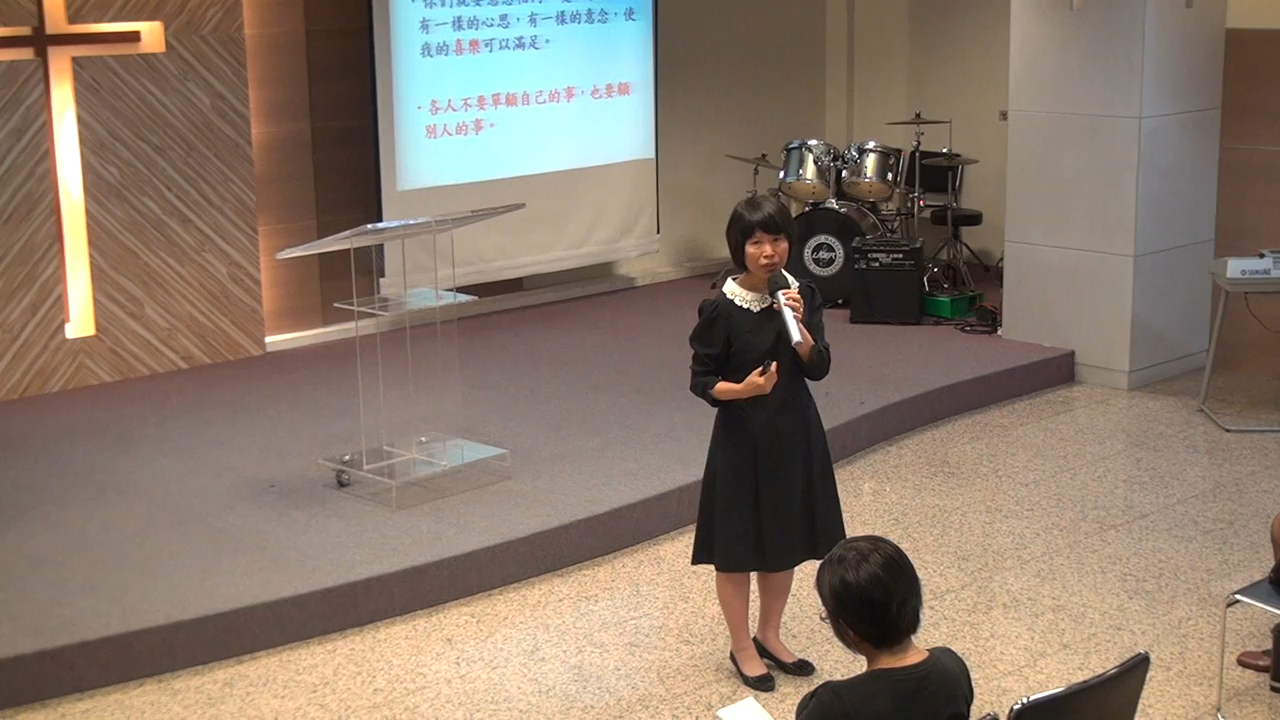 有一樣的心思，有一樣的意念，使
我的喜樂可以滿足。
·各人不要單顧自己的事，也要顧
別人的事。